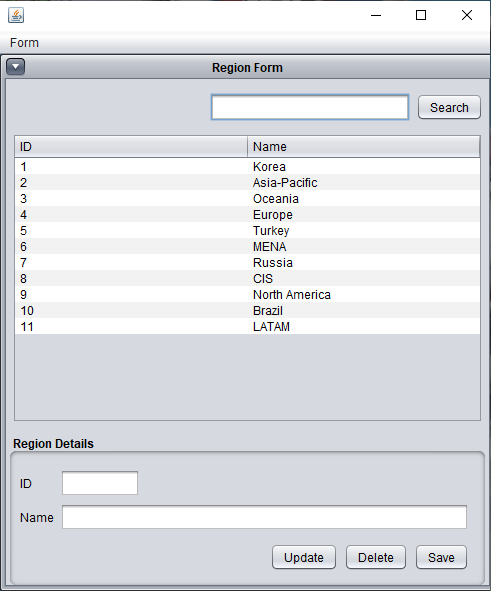 Form
Region Form
Search
ID Name
1 Korea
2 Asia-Pacific
3 Oceania
4 Europe
5 Turkey
6 MENA
7 Russia
8 CIS
9 North America
10 Brazil
11 LATAM
Region Details
ID
Name
Update Delete Save